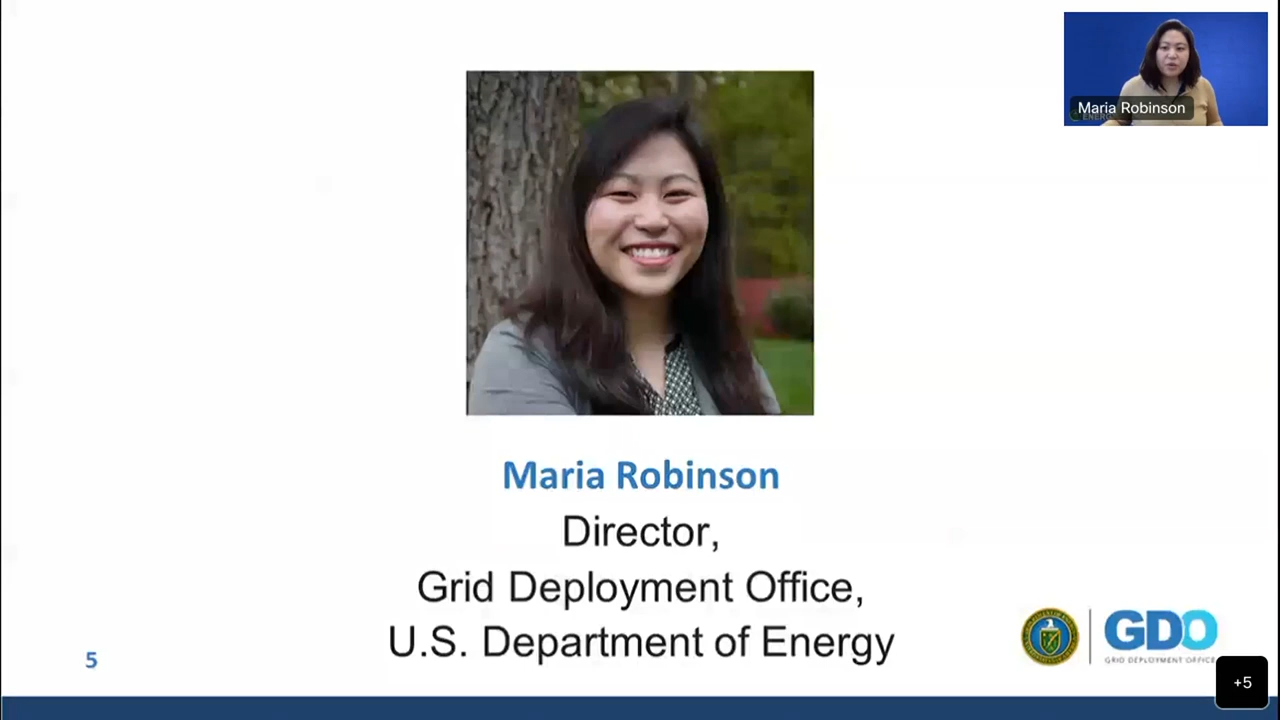 Maria Robinson
Maria Robinson
Director,
Grid Deployment Office,
U.S. Department of Energy
5
GDO
GRID DEPLOYMENT OFFICE
+5